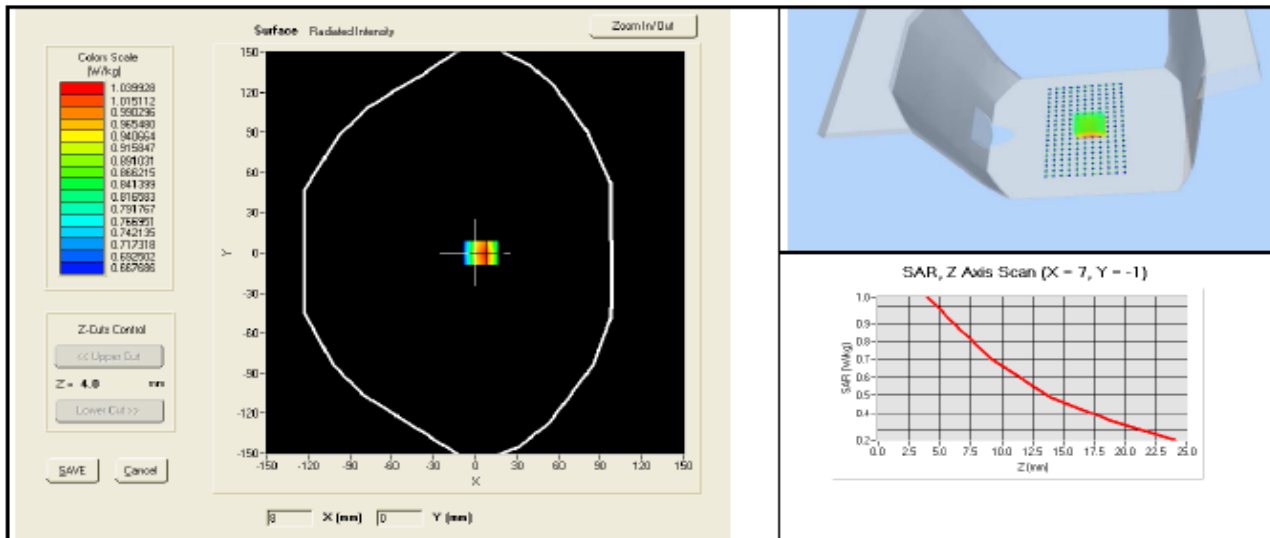 Surface Radiated Intensity
Zoom In/Out
Colors Scale
[W/kg]
1.039928
1.015112
0.990296
0.965480
0.940664
0.915847
0.891031
0.866215
0.841399
0.816583
0.791767
0.766951
0.742135
0.717318
0.692502
0.667686
Z-Cuts Control
<< Upper Cut
Z = 4.0 mm
Lower Cut >>
SAVE Cancel
150
120
90
60
30
0
-30
-60
-90
-120
-150
Y
-150 -120 -90 -60 -30 0 30 60 90 120 150
X
8 X (mm) 0 Y (mm)
SAR, Z Axis Scan (X = 7, Y = -1)
1.0
0.9
0.8
0.7
0.6
0.5
0.4
0.2
SAR (W/kg)
0.0 2.5 5.0 7.5 10.0 12.5 15.0 17.5 20.0 22.5 25.0
Z (mm)